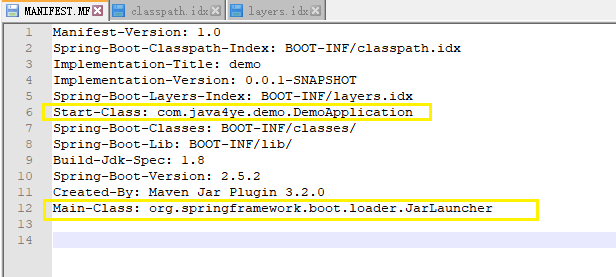 MANIFEST.MF classpath.idx layers.idx
1 Manifest-Version: 1.0
2 Spring-Boot-Classpath-Index: BOOT-INF/classpath.idx
3 Implementation-Title: demo
4 Implementation-Version: 0.0.1-SNAPSHOT
5 Spring-Boot-Layers-Index: BOOT-INF/layers.idx
6 Start-Class: com.java4ye.demo.DemoApplication
7 Spring-Boot-Classes: BOOT-INF/classes/
8 Spring-Boot-Lib: BOOT-INF/lib/
9 Build-Jdk-Spec: 1.8
10 Spring-Boot-Version: 2.5.2
11 Created-By: Maven Jar Plugin 3.2.0
12 Main-Class: org.springframework.boot.loader.JarLauncher
13
14